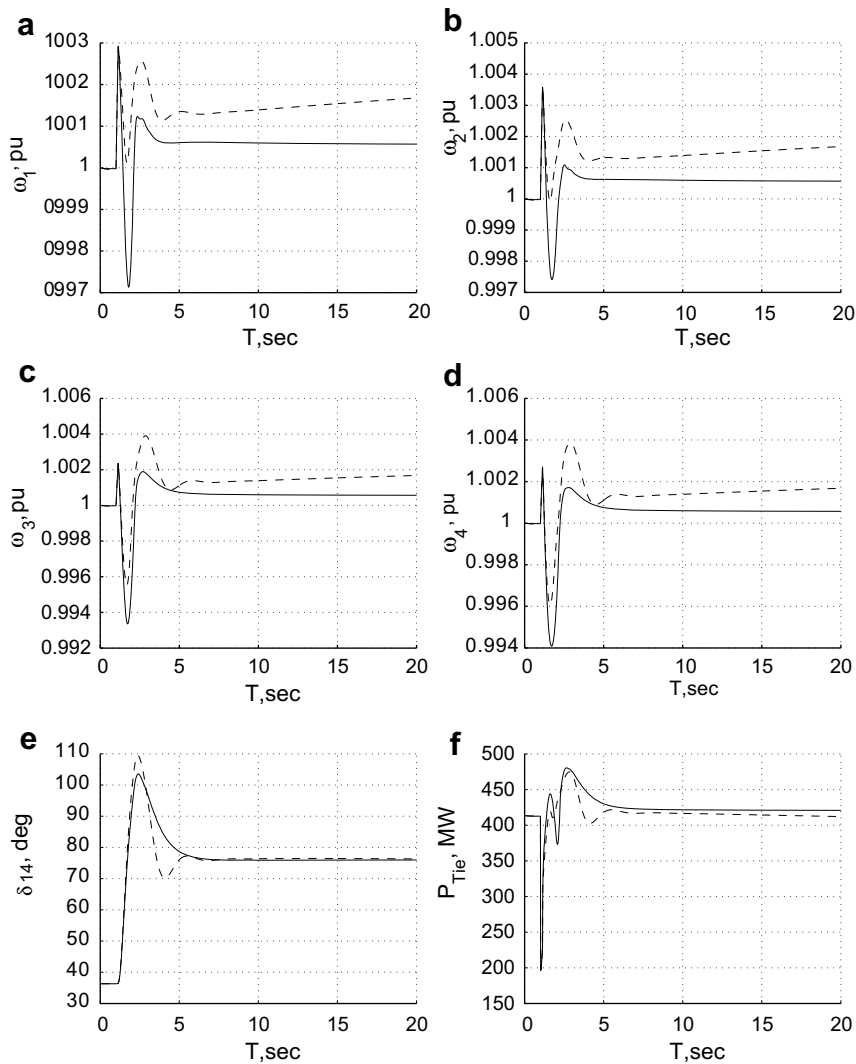 a
1003
1002
1001
1
0999
0998
0997
ω1, pu
0 5 10 15 20
T,sec
b
1.005
1.004
1.003
1.002
1.001
1
0.999
0.998
0.997
ω2, pu
0 5 10 15 20
T,sec
c
1.006
1.004
1.002
1
0.998
0.996
0.994
0.992
ω3, pu
0 5 10 15 20
T,sec
d
1.006
1.004
1.002
1
0.998
0.996
0.994
ω4, pu
0 5 10 15 20
T,sec
e
110
100
90
80
70
60
50
40
30
δ14, deg
0 5 10 15 20
T,sec
f
500
450
400
350
300
250
200
150
PTie, MW
0 5 10 15 20
T,sec